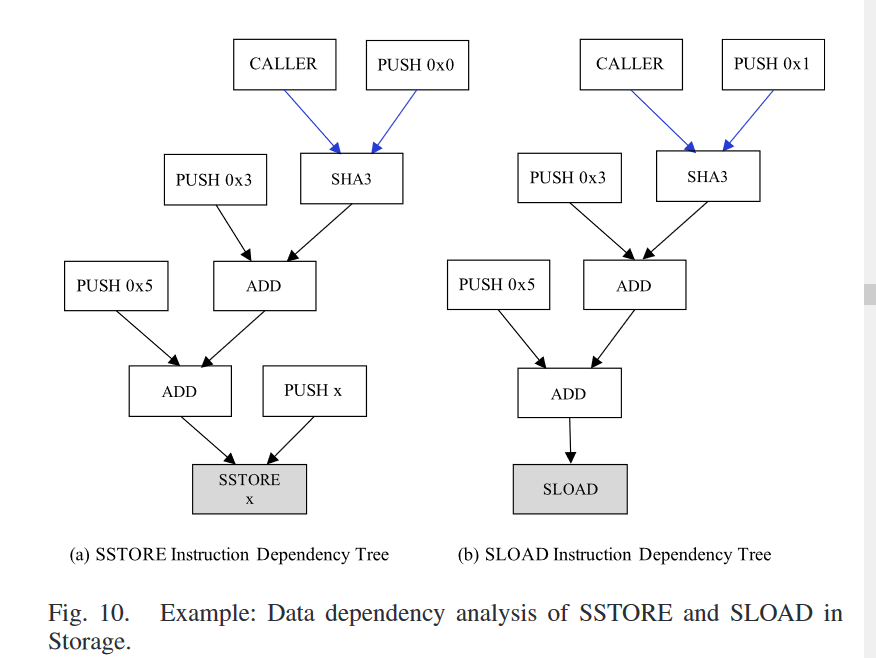 CALLER PUSH 0x0 CALLER PUSH 0x1
PUSH 0x3 SHA3 PUSH 0x3 SHA3
PUSH 0x5 ADD PUSH 0x5 ADD
ADD PUSH x ADD
SSTORE
x
SLOAD
(a) SSTORE Instruction Dependency Tree (b) SLOAD Instruction Dependency Tree
Fig. 10. Example: Data dependency analysis of SSTORE and SLOAD in
Storage.